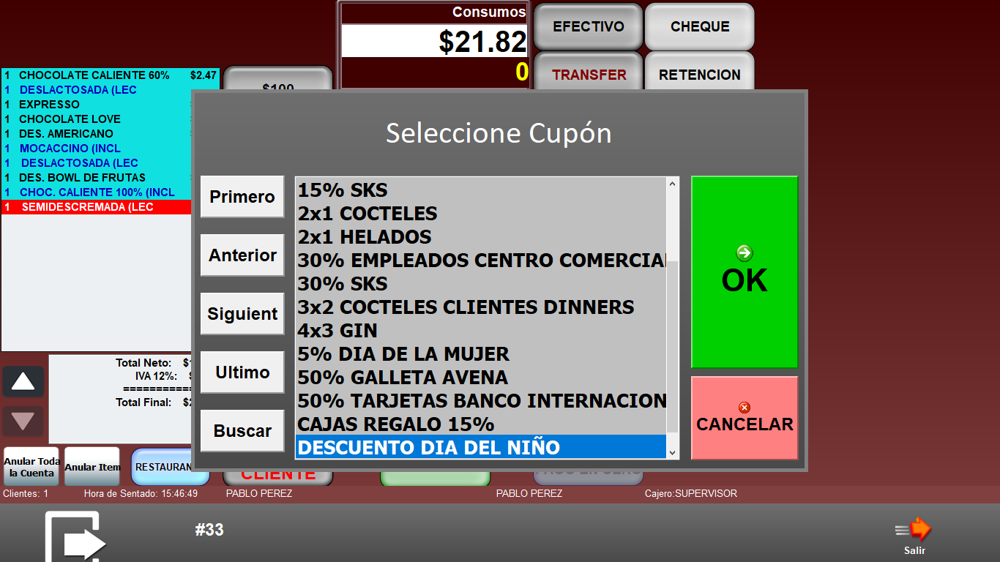 Consumos
$21.82
0
EFECTIVO
CHEQUE
TRANSFER
RETENCION
$100
1 CHOCOLATE CALIENTE 60% $2.47
1 DESLACTOSADA (LEC
1 EXPRESSO
1 CHOCOLATE LOVE
1 DES. AMERICANO
1 MOCACCINO (INCL
1 DESLACTOSADA (LEC
1 DES. BOWL DE FRUTAS
1 CHOC. CALIENTE 100% (INCL
1 SEMIDESCREMADA (LEC
Seleccione Cupón
Primero
Anterior
Siguient
Ultimo
Buscar
15% SKS
2x1 COCTELES
2x1 HELADOS
30% EMPLEADOS CENTRO COMERCIAL
30% SKS
3x2 COCTELES CLIENTES DINNERS
4x3 GIN
5% DIA DE LA MUJER
50% GALLETA AVENA
50% TARJETAS BANCO INTERNACION
CAJAS REGALO 15%
DESCUENTO DIA DEL NIÑO
OK
CANCELAR
Total Neto: $
IVA 12%:
============
Total Final: $
Anular Toda
la Cuenta
Anular Item
RESTAURAN
CLIENTE
PAGO EN CERO
Clientes: 1
Hora de Sentado: 15:46:49
PABLO PEREZ
PABLO PEREZ
Cajero:SUPERVISOR
#33
Salir